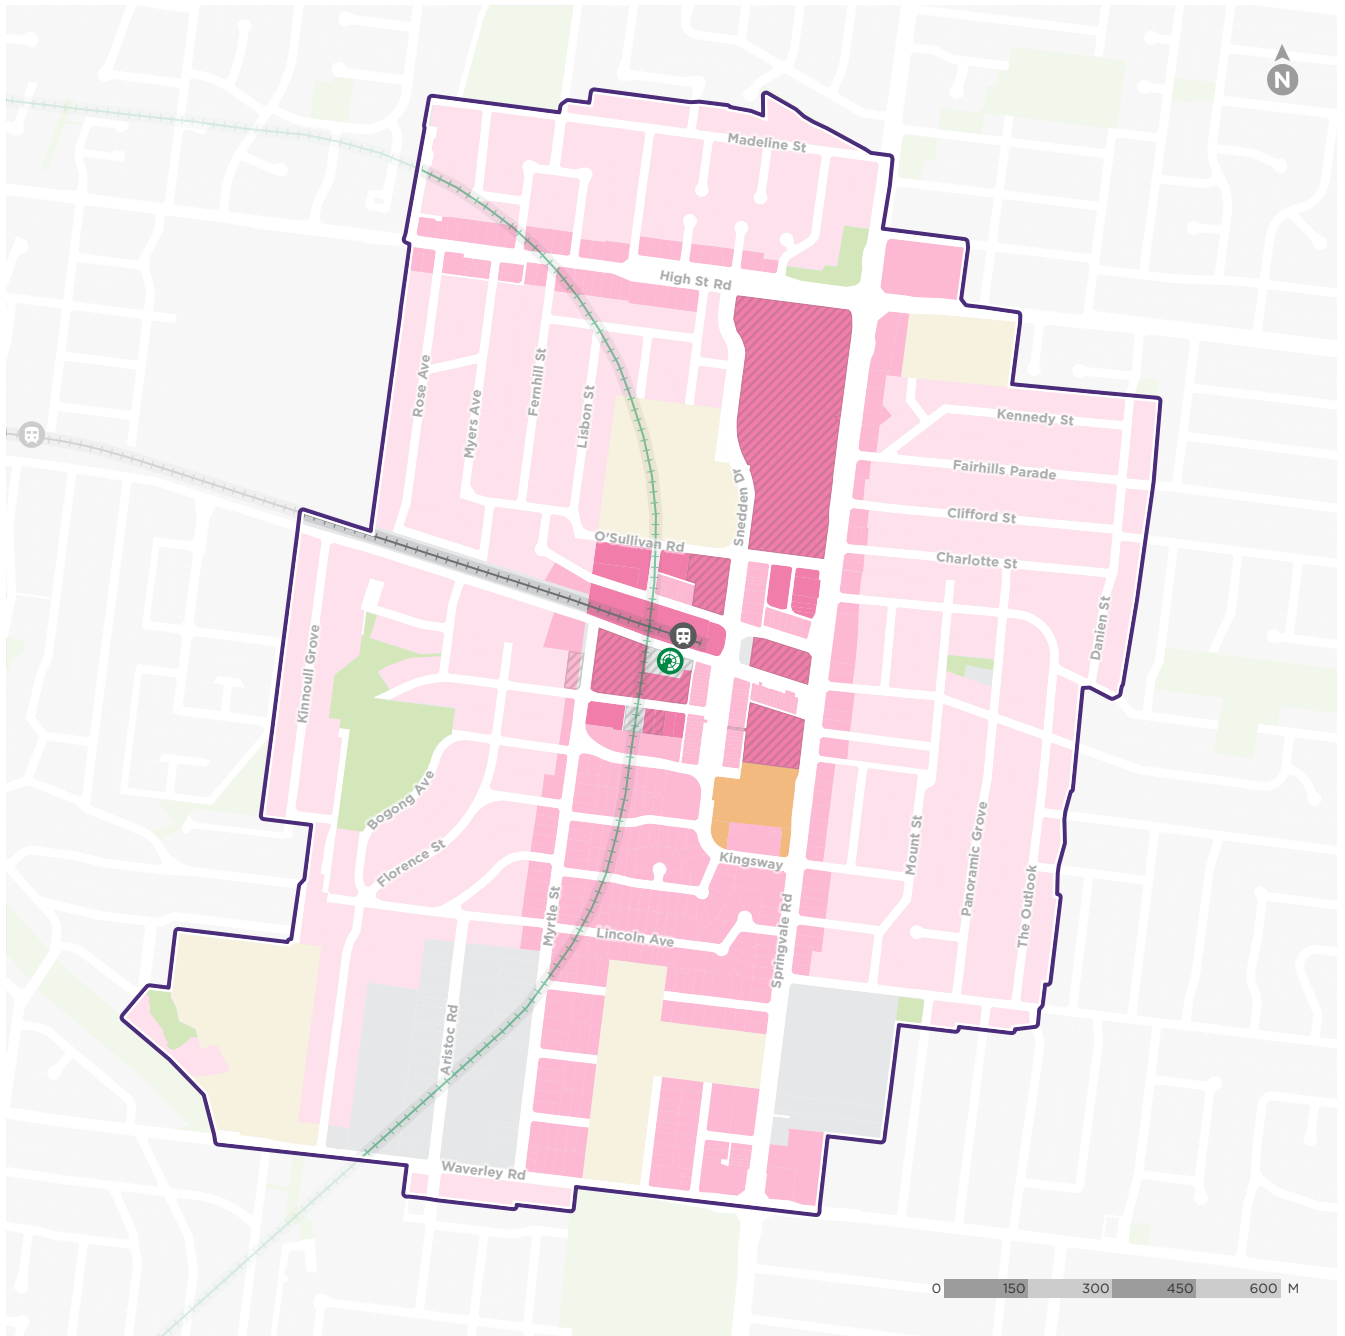 N
Madeline St
High St Rd
Rose Ave
Myers Ave
Fernhill St
Lisbon St
Kennedy St
Fairhills Parade
Snedden Dr
Clifford St
O'Sullivan Rd
Charlotte St
Danien St
Kinnoull Grove
Bogong Ave
Florence St
Kingsway
Mount St
Panoramic Grove
The Outlook
Myrtle St
Lincoln Ave
Springvale Rd
Aristoc Rd
Waverley Rd
0 150 300 450 600 M